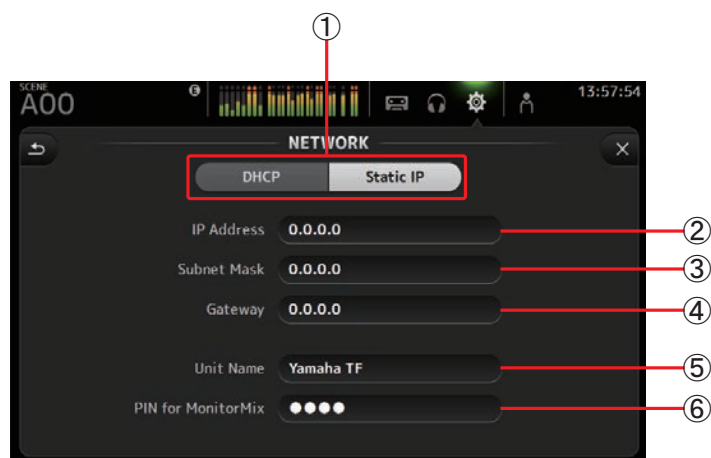 ①
SCENE
A00
E
13:57:54
NETWORK
DHCP Static IP
IP Address 0.0.0.0 ②
Subnet Mask 0.0.0.0 ③
Gateway 0.0.0.0 ④
Unit Name Yamaha TF ⑤
PIN for MonitorMix ●●●● ⑥